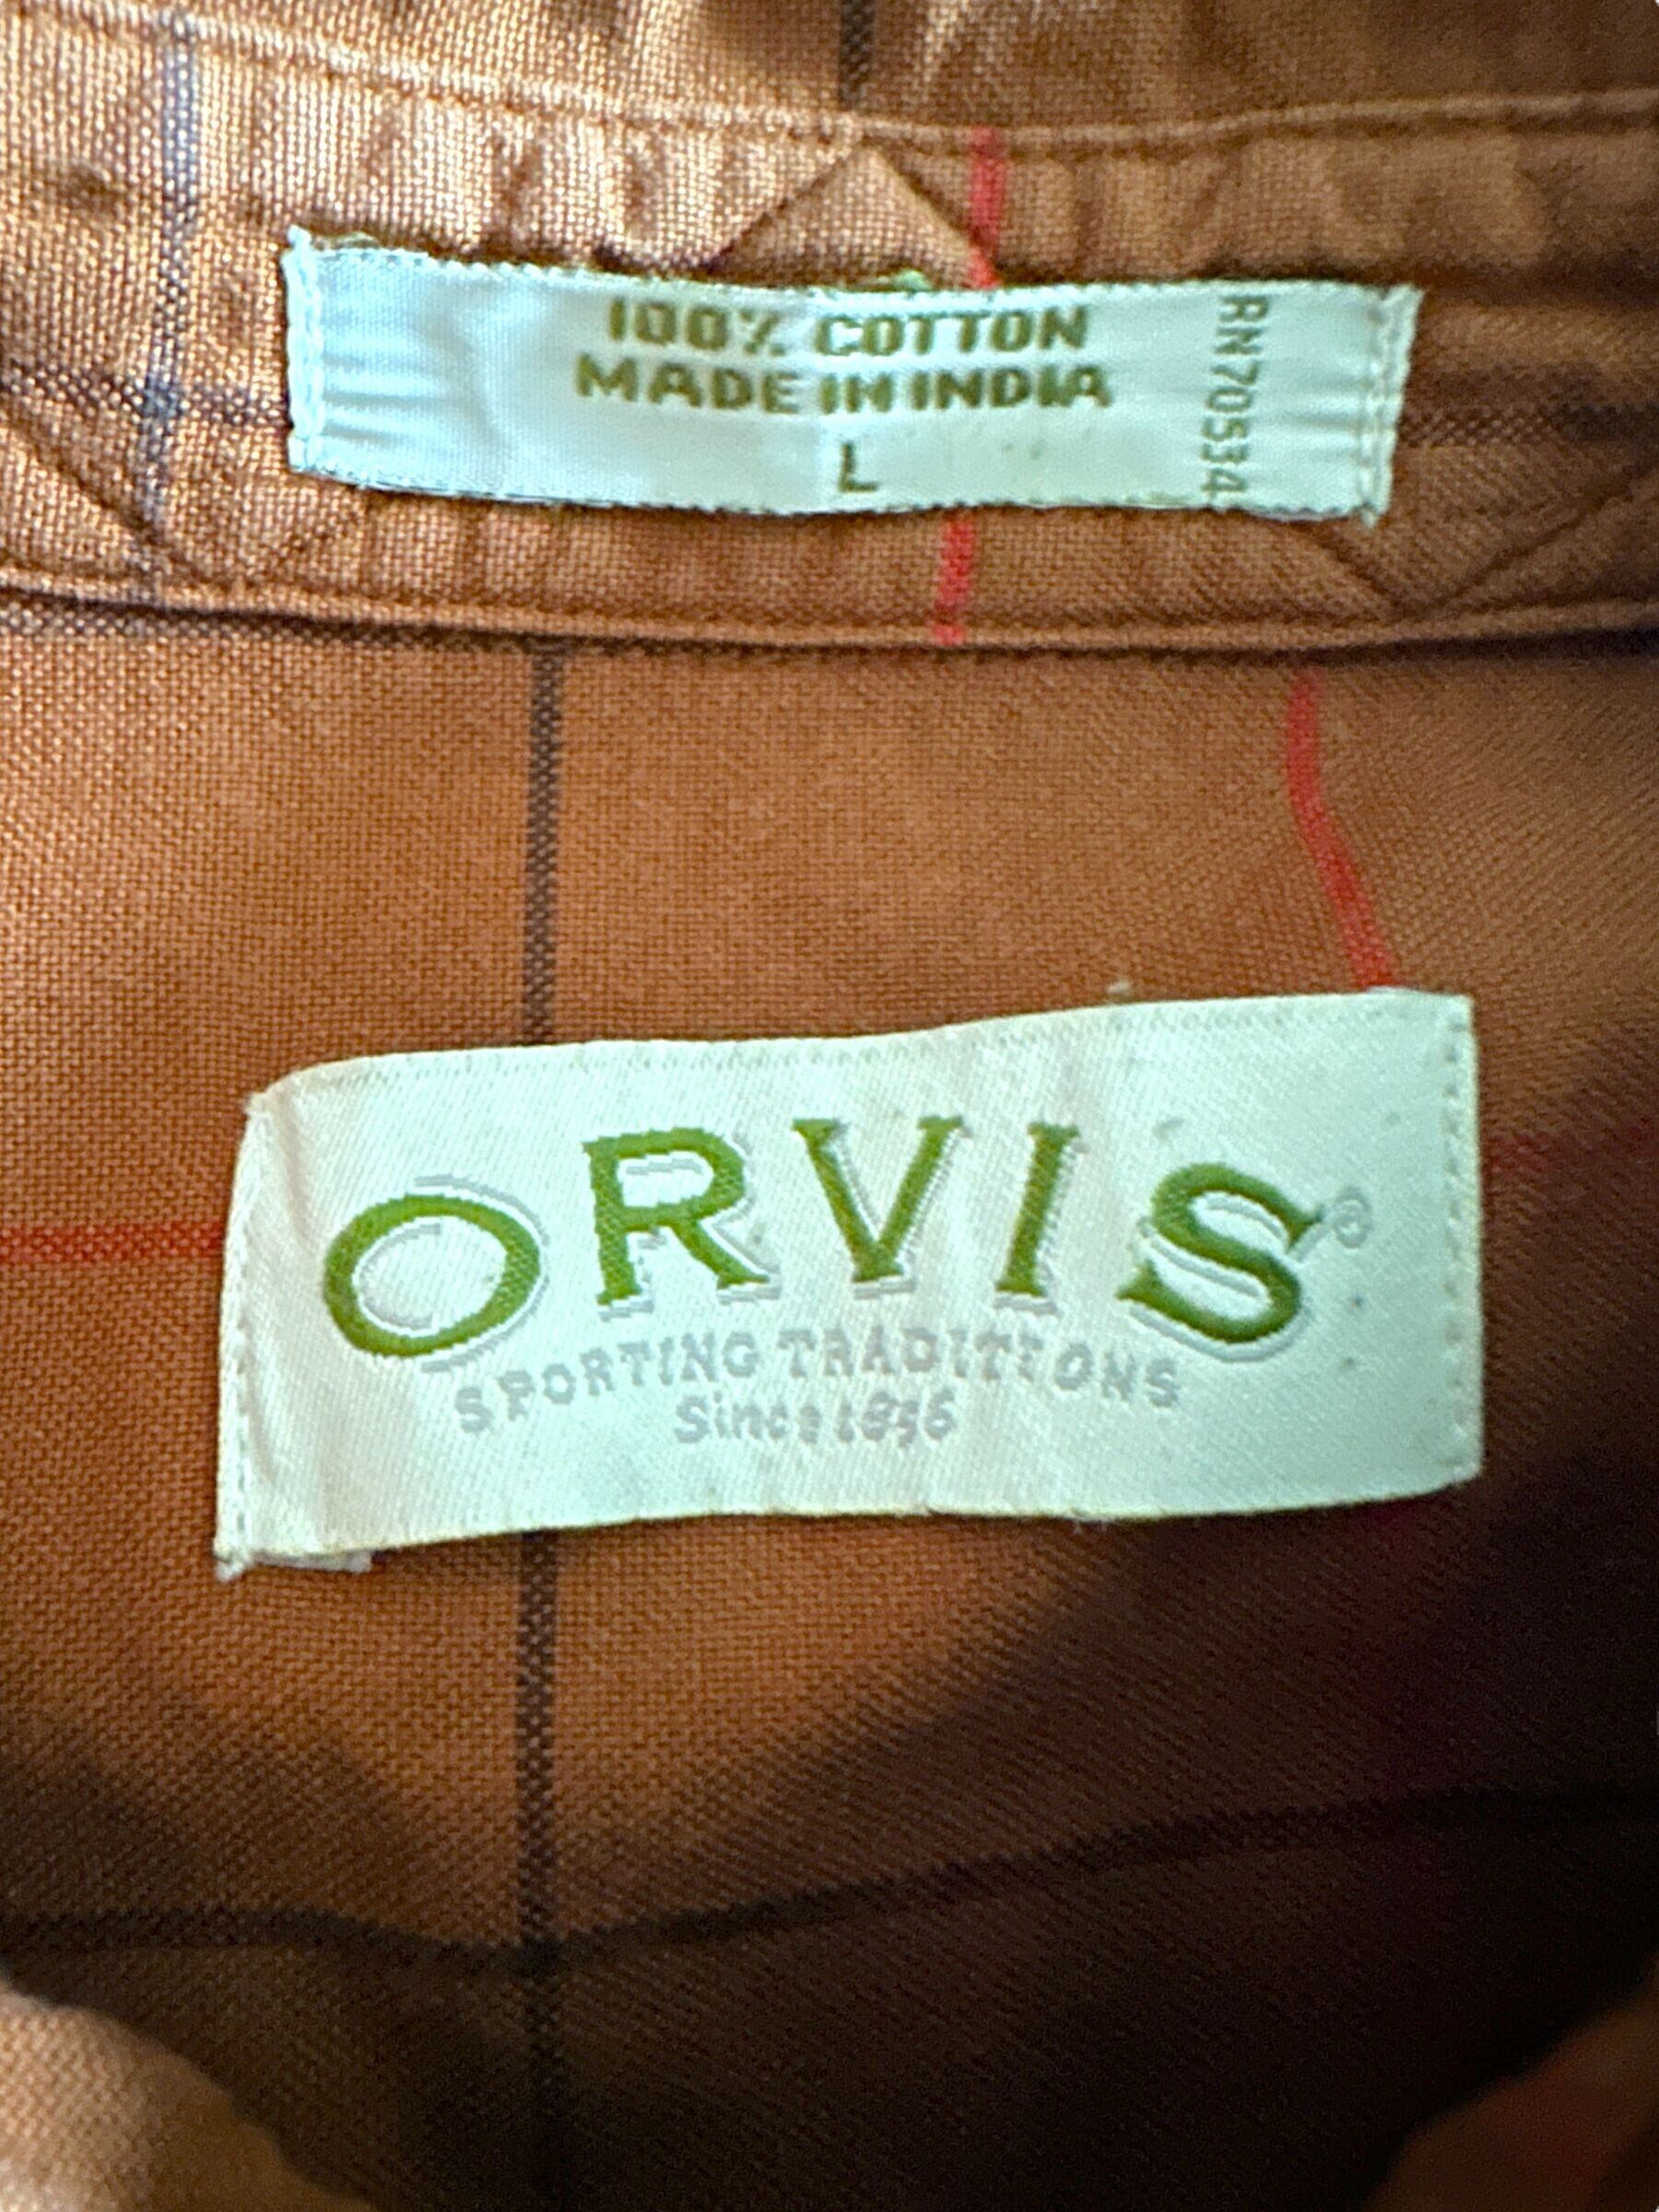 100% COTTON
MADE IN INDIA
L
RN70534
ORVIS®
SPORTING TRADITIONS
Since 1856